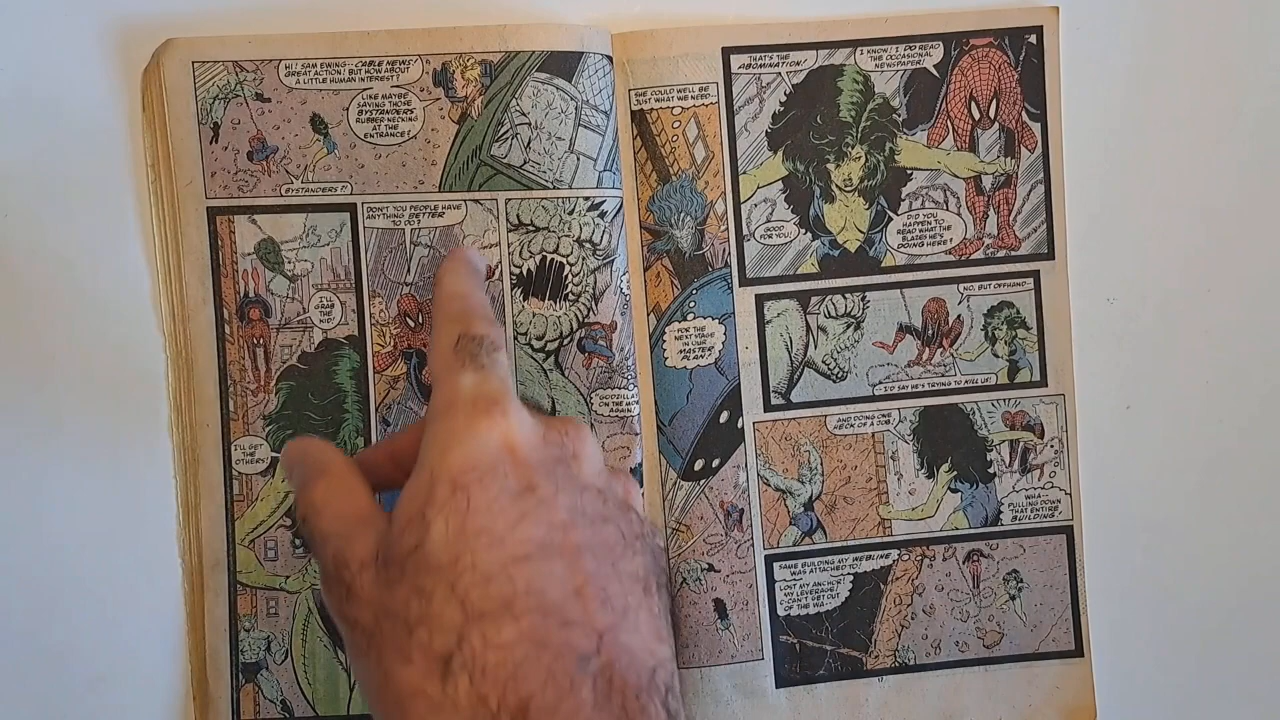 HI! SAM EWING--CABLE NEWS!
GREAT ACTION! BUT HOW ABOUT
A LITTLE HUMAN INTEREST?
LIKE MAYBE
SAVING THOSE
BYSTANDERS
RUBBER-NECKING
AT THE
ENTRANCE?
BYSTANDERS?!
I'LL
GRAB
THE
KID!
I'LL GET
THE
OTHERS!
DON'T YOU PEOPLE HAVE
ANYTHING BETTER
TO DO?
"GODZILLA"
ON THE
AGAIN!
SHE COULD WELL BE
JUST WHAT WE NEED--
--FOR THE
NEXT STAGE
IN OUR
MASTER
PLAN!
THAT'S THE
ABOMINATION!
I KNOW! I DO READ
THE OCCASIONAL
NEWSPAPER!
GOOD
FOR YOU!
DID YOU
HAPPEN TO
READ WHAT THE
BLAZES HE'S
DOING HERE?
NO, BUT OFFHAND--
--I'D SAY HE'S TRYING TO KILL US!
AND DOING ONE
HECK OF A JOB!
WHA--
PULLING DOWN
THAT ENTIRE
BUILDING!
SAME BUILDING MY WEBLINE
WAS ATTACHED TO!
LOST MY ANCHOR!
MY LEVERAGE!
C-CAN'T GET OUT
OF THE WA--
17